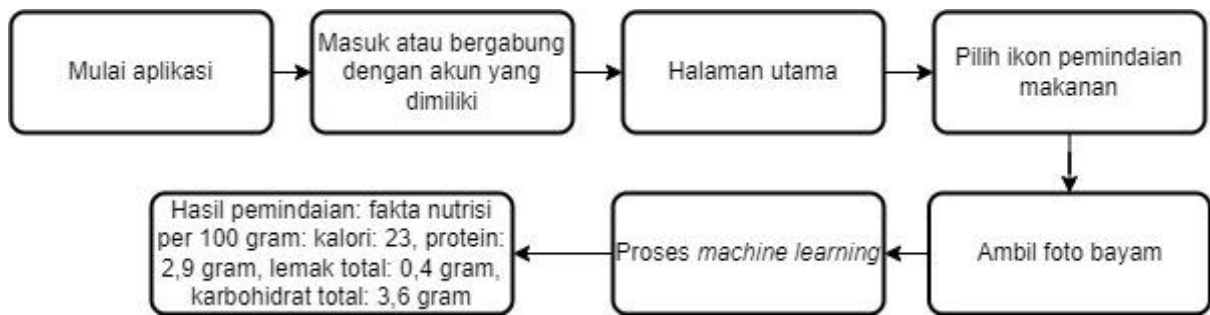 Mulai aplikasi
Masuk atau bergabung
dengan akun yang
dimiliki
Halaman utama
Pilih ikon pemindaian
makanan
Ambil foto bayam
Proses machine learning
Hasil pemindaian: fakta nutrisi
per 100 gram: kalori: 23, protein:
2,9 gram, lemak total: 0,4 gram,
karbohidrat total: 3,6 gram